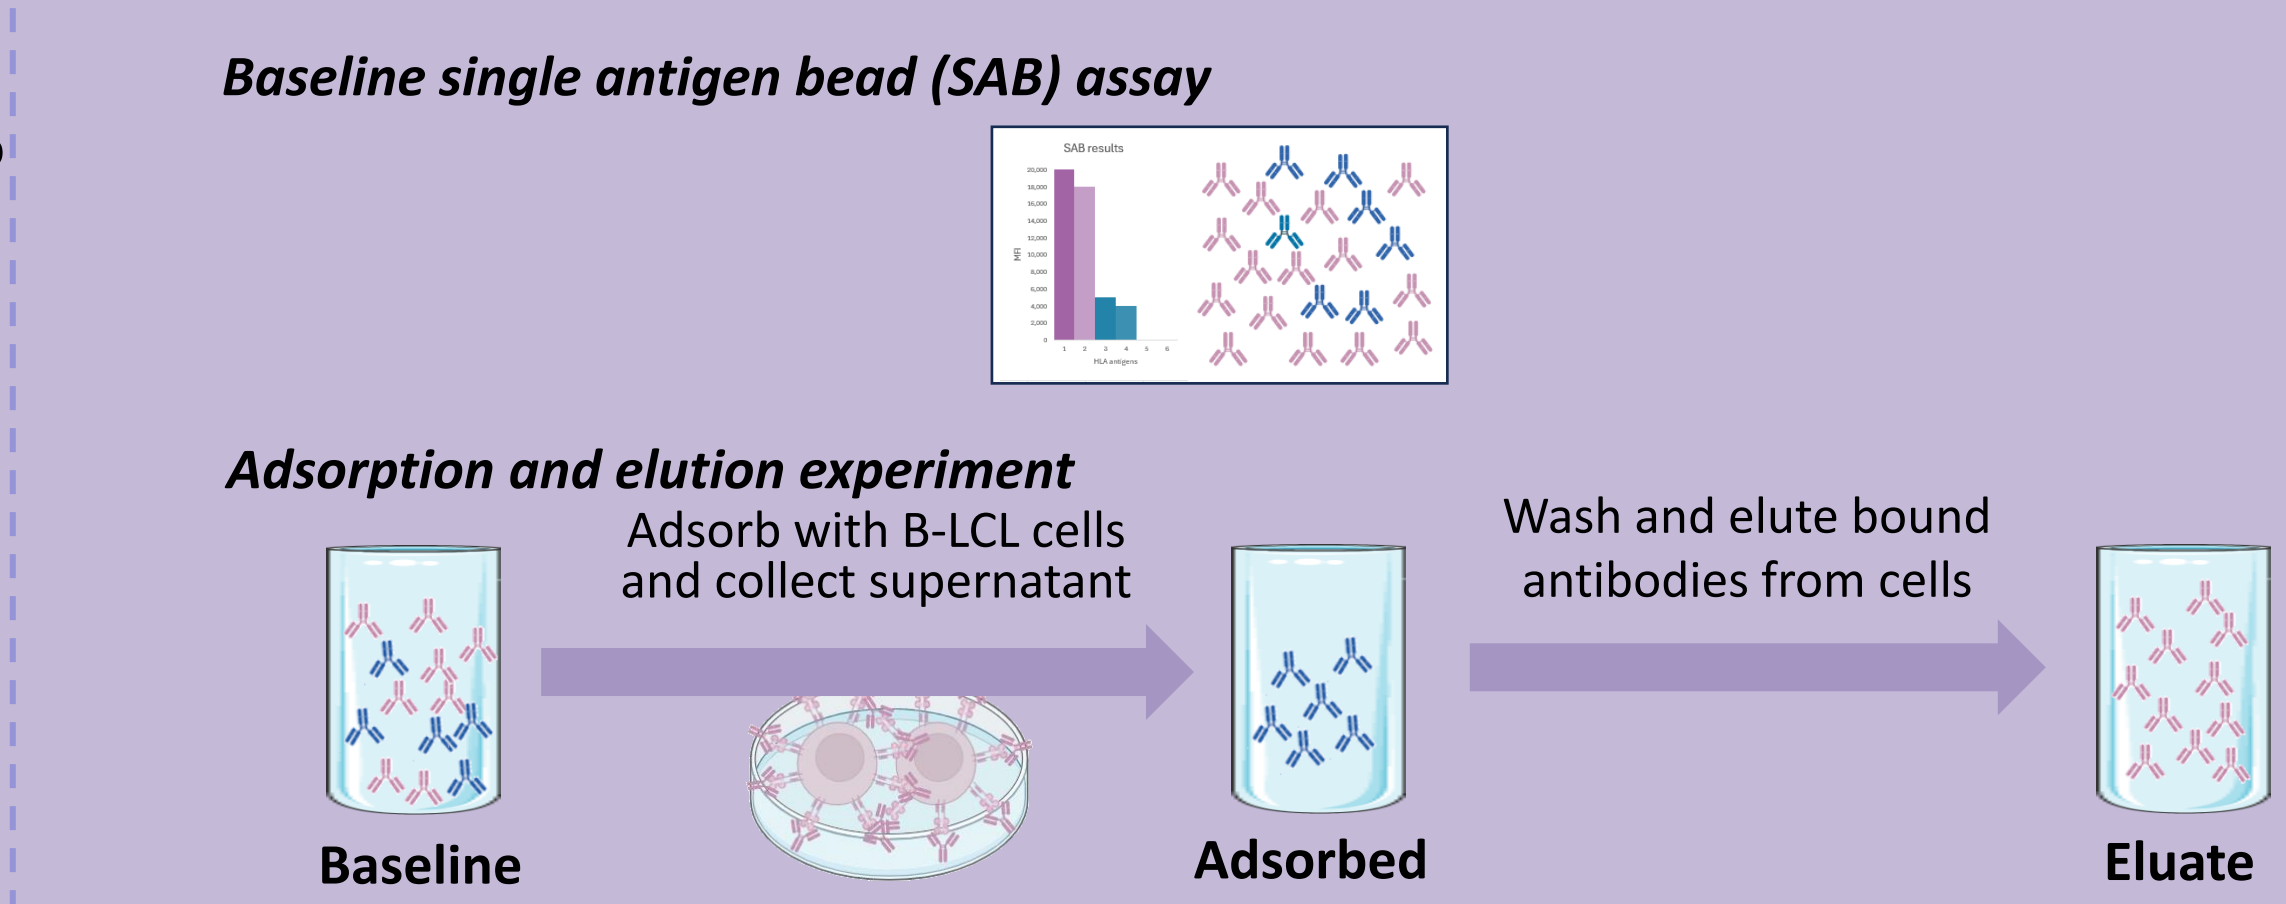 Baseline single antigen bead (SAB) assay
SAB results
20,000
18,000
16,000
14,000
12,000
10,000
8,000
6,000
4,000
2,000
0
MFI
1 2 3 4 5 6
HLA antigens
Adsorption and elution experiment
Adsorb with B-LCL cells
and collect supernatant
Wash and elute bound
antibodies from cells
Baseline
Adsorbed
Eluate